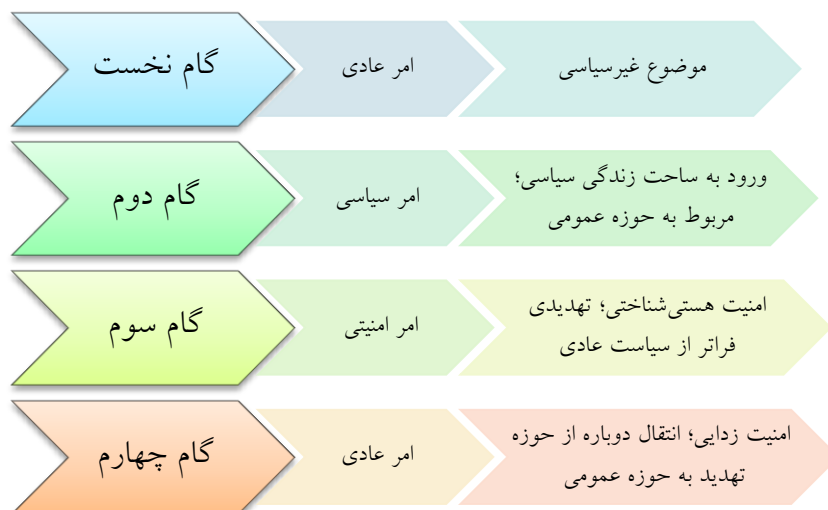 گام نخست
امر عادی
موضوع غیرسیاسی
گام دوم
امر سیاسی
ورود به ساحت زندگی سیاسی؛
مربوط به حوزه عمومی
گام سوم
امر امنیتی
امنیت هستی‌شناختی؛ تهدیدی
فراتر از سیاست عادی
گام چهارم
امر عادی
امنیت زدایی؛ انتقال دوباره از حوزه
تهدید به حوزه عمومی